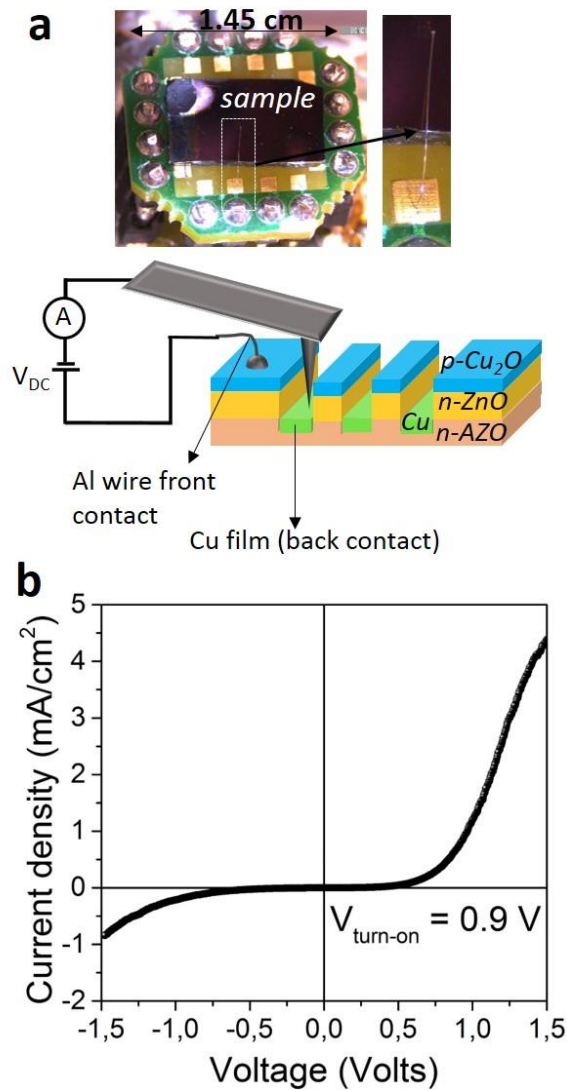 a
1.45 cm
sample
A
V_DC
p-Cu₂O
n-ZnO
Cu
n-AZO
Al wire front
contact
Cu film (back contact)
b
Current density (mA/cm²)
5
4
3
2
1
0
-1
-2
V_turn-on = 0.9 V
-1,5
-1,0
-0,5
0,0
0,5
1,0
1,5
Voltage (Volts)